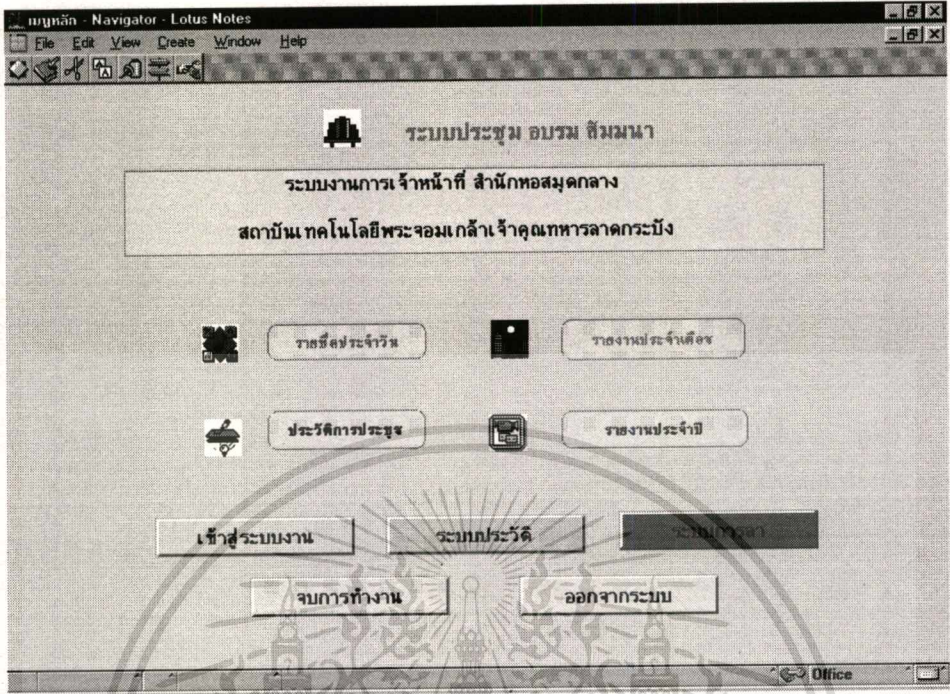 เมนูหลัก - Navigator - Lotus Notes
File Edit View Create Window Help
ระบบประชุม อบรม สัมมนา
ระบบงานการเจ้าหน้าที่ สำนักหอสมุดกลาง
สถาบันเทคโนโลยีพระจอมเกล้าเจ้าคุณทหารลาดกระบัง
รายชื่อประจำวัน รายงานประจำเดือน
ประวัติการประชุม รายงานประจำปี
เข้าสู่ระบบงาน ระบบประวัติ ระบบการลา
จบการทำงาน ออกจากระบบ
Office